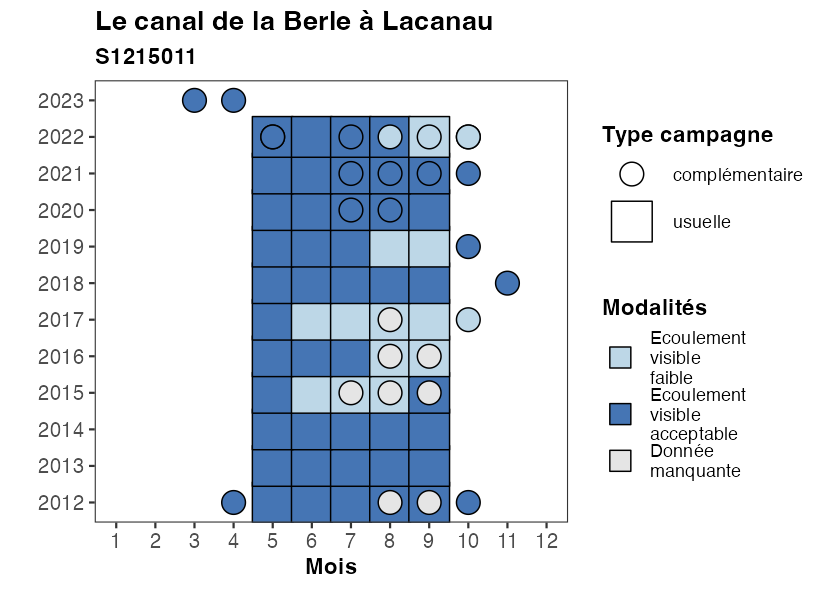 Le canal de la Berle à Lacanau
S1215011
2023
2022
2021
2020
2019
2018
2017
2016
2015
2014
2013
2012
1 2 3 4 5 6 7 8 9 10 11 12
Mois
Type campagne
complémentaire
usuelle
Modalités
Ecoulement
visible
faible
Ecoulement
visible
acceptable
Donnée
manquante